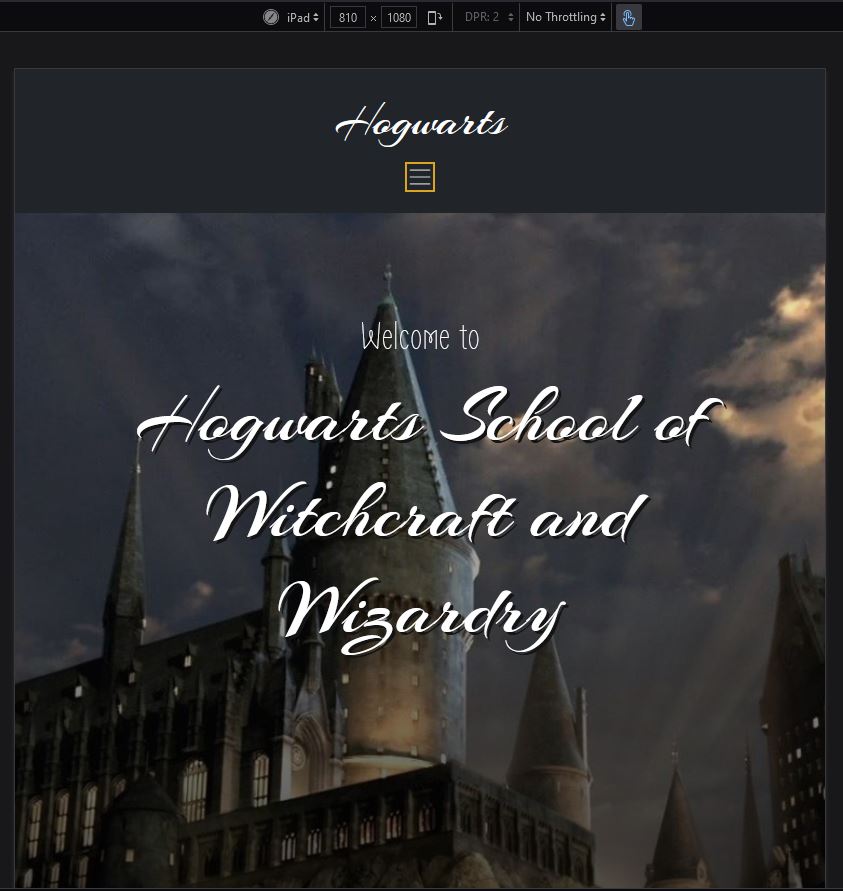 iPad 810 × 1080 DPR: 2 No Throttling
Hogwarts
Welcome to
Hogwarts School of
Witchcraft and
Wizardry